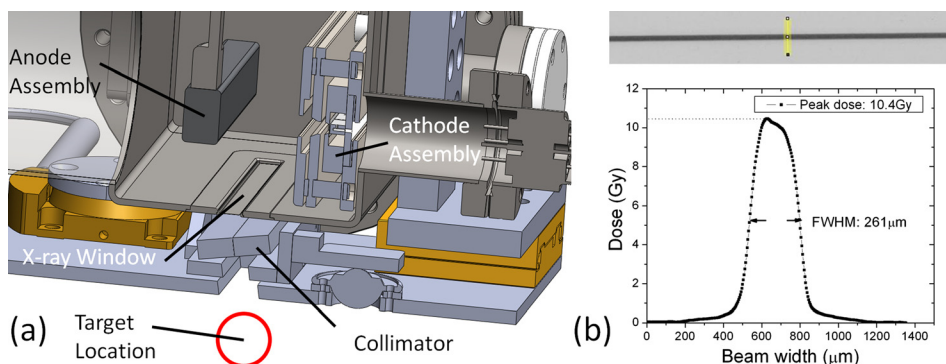 Anode
Assembly
Cathode
Assembly
X-ray Window
(a)
Target
Location
Collimator
(b)
Peak dose: 10.4Gy
12
10
8
6
4
2
0
Dose (Gy)
FWHM: 261μm
0 200 400 600 800 1000 1200 1400
Beam width (μm)